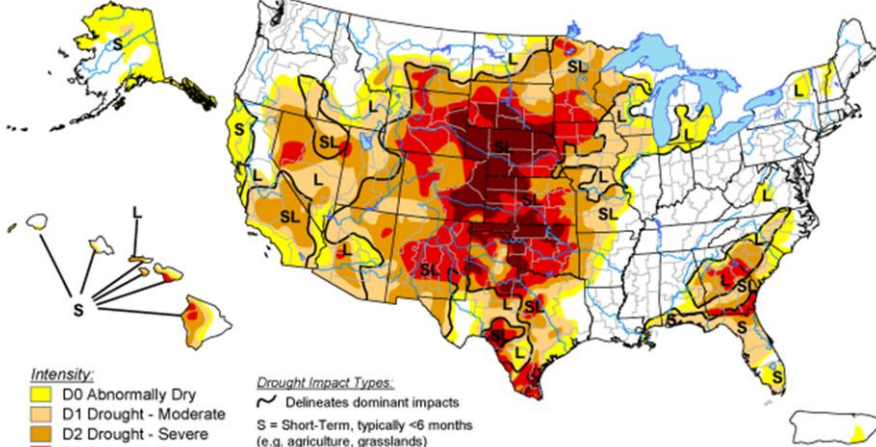 S
SL
L
L
S
SL
L
L
L
SL
L
L
L
SL
SL
L
SL
L
L
SL
SL
L
SL
SL
L
SL
L
S
S
S
L
S
Intensity:
D0 Abnormally Dry
D1 Drought - Moderate
D2 Drought - Severe
Drought Impact Types:
Delineates dominant impacts
S = Short-Term, typically <6 months
(e.g. agriculture, grasslands)